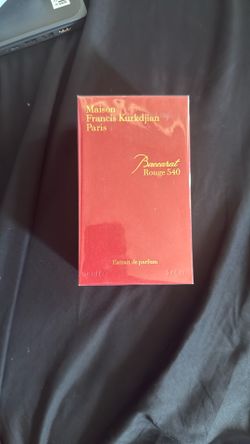 Maison
Francis Kurkdjian
Paris
Baccarat
Rouge 540
Extrait de parfum